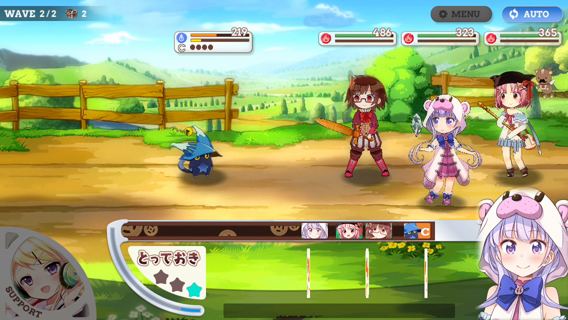 WAVE 2/2 2
MENU
AUTO
219
C
486
323
365
とっておき
C
SUPPORT